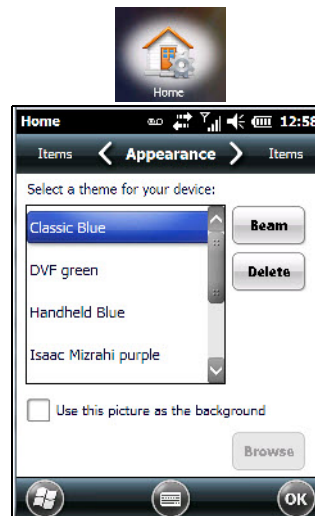 Home
Home 12:58
Items Appearance Items
Select a theme for your device:
Classic Blue Beam
DVF green Delete
Handheld Blue
Isaac Mizrahi purple
Use this picture as the background
Browse
OK